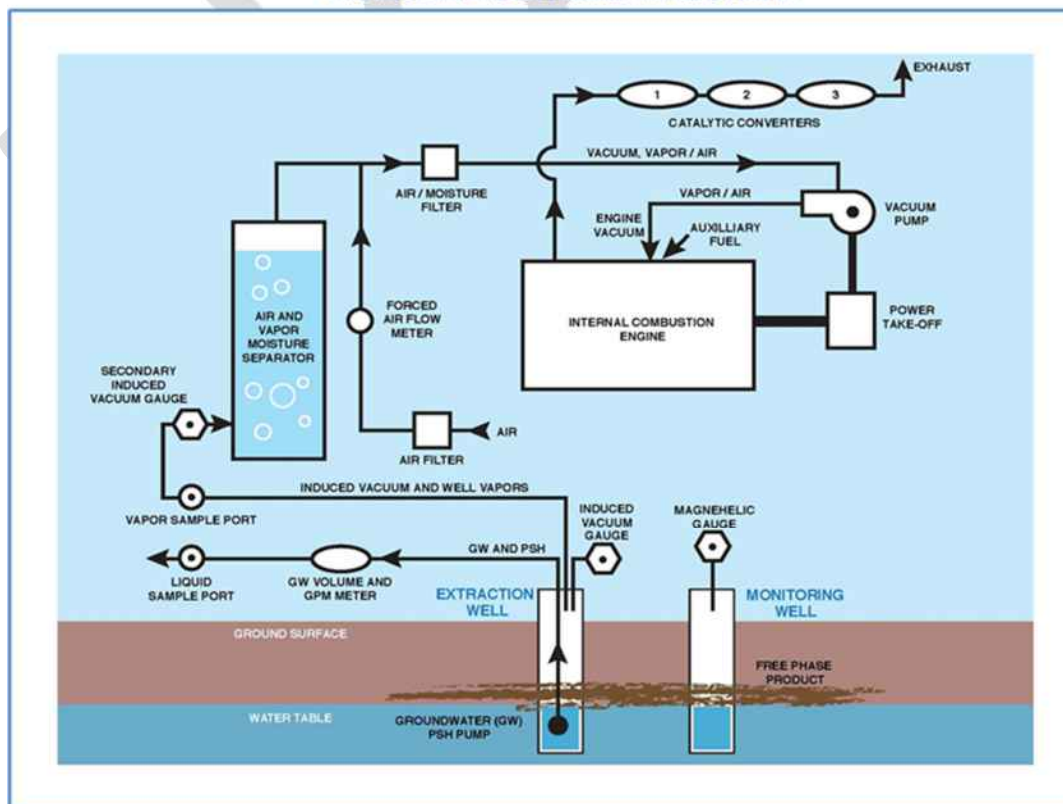 EXHAUST
1 2 3
CATALYTIC CONVERTERS
VACUUM, VAPOR / AIR
AIR / MOISTURE
FILTER
VAPOR / AIR
VACUUM
PUMP
ENGINE
VACUUM
AUXILLIARY
FUEL
AIR AND
VAPOR
MOISTURE
SEPARATOR
FORCED
AIR FLOW
METER
INTERNAL COMBUSTION
ENGINE
POWER
TAKE-OFF
SECONDARY
INDUCED
VACUUM GAUGE
AIR
AIR FILTER
INDUCED VACUUM AND WELL VAPORS
VAPOR SAMPLE PORT
INDUCED
VACUUM
GAUGE
MAGNEHELIC
GAUGE
GW AND PSH
LIQUID
SAMPLE PORT
GW VOLUME AND
GPM METER
EXTRACTION
WELL
MONITORING
WELL
GROUND SURFACE
FREE PHASE
PRODUCT
WATER TABLE
GROUNDWATER (GW)
PSH PUMP